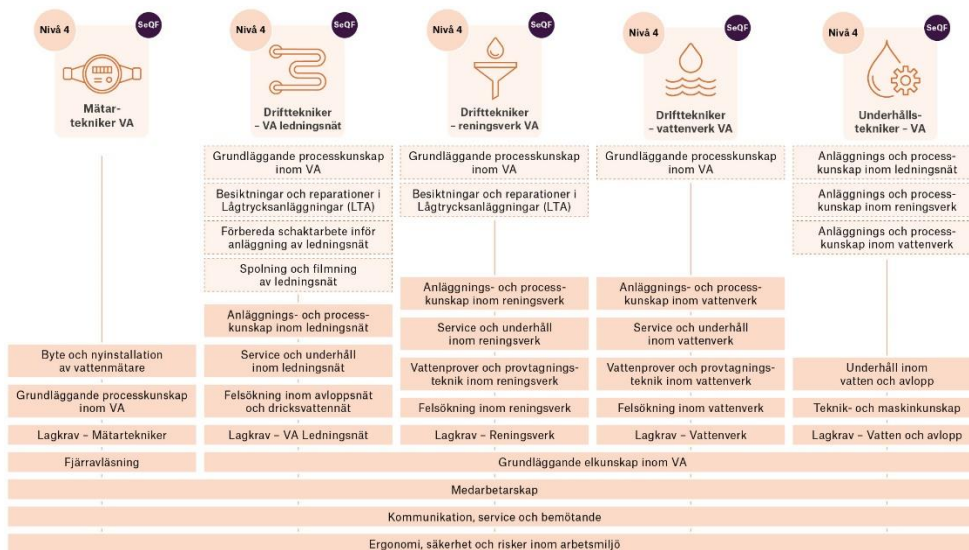 Nivå 4
SeQF
Mätar-
tekniker VA
Nivå 4
SeQF
Drifttekniker
– VA ledningsnät
Nivå 4
SeQF
Drifttekniker
– reningsverk VA
Nivå 4
SeQF
Drifttekniker
– vattenverk VA
Nivå 4
SeQF
Underhålls-
tekniker – VA
Byte och nyinstallation
av vattenmätare
Grundläggande processkunskap
inom VA
Lagkrav – Mätartekniker
Fjärravläsning
Grundläggande processkunskap
inom VA
Besiktningar och reparationer i
Lågtrycksanläggningar (LTA)
Förbereda schaktarbete inför
anläggning av ledningsnät
Spolning och filmning
av ledningsnät
Anläggnings- och process-
kunskap inom ledningsnät
Service och underhåll
inom ledningsnät
Felsökning inom avloppsnät
och dricksvattennät
Lagkrav – VA Ledningsnät
Grundläggande processkunskap
inom VA
Besiktningar och reparationer i
Lågtrycksanläggningar (LTA)
Anläggnings- och process-
kunskap inom reningsverk
Service och underhåll
inom reningsverk
Vattenprover och provtagnings-
teknik inom reningsverk
Felsökning inom reningsverk
Lagkrav – Reningsverk
Grundläggande processkunskap
inom VA
Anläggnings- och process-
kunskap inom vattenverk
Service och underhåll
inom vattenverk
Vattenprover och provtagnings-
teknik inom vattenverk
Felsökning inom vattenverk
Lagkrav – Vattenverk
Anläggnings och process-
kunskap inom ledningsnät
Anläggnings och process-
kunskap inom reningsverk
Anläggnings och process-
kunskap inom vattenverk
Underhåll inom
vatten och avlopp
Teknik- och maskinkunskap
Lagkrav – Vatten och avlopp
Grundläggande elkunskap inom VA
Medarbetarskap
Kommunikation, service och bemötande
Ergonomi, säkerhet och risker inom arbetsmiljö